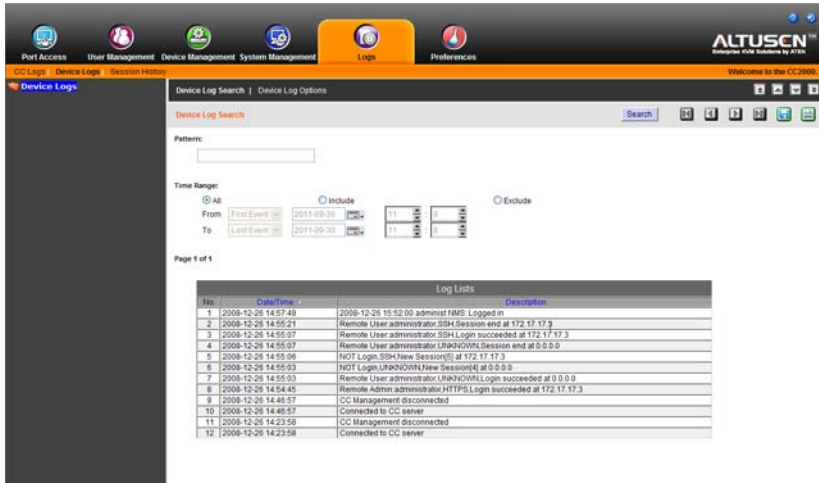 ALTUSEN™
Enterprise KVM Solutions by ATEN
Port Access User Management Device Management System Management Logs Preferences
CC Logs Device Logs Session History Welcome to the CC2000.
Device Logs
Device Log Search | Device Log Options
Device Log Search Search
Pattern:
Time Range:
All Include Exclude
From First Event 2011-09-30 11 : 8
To Last Event 2011-09-30 11 : 8
Page 1 of 1
Log Lists
No. Date/Time Description
1 2008-12-26 14:57:49 2008-12-26 15:52:00 administ NMS: Logged in
2 2008-12-26 14:55:21 Remote User:administrator,SSH,Session end at 172.17.17.3
3 2008-12-26 14:55:07 Remote User:administrator,SSH,Login succeeded at 172.17.17.3
4 2008-12-26 14:55:07 Remote User:administrator,UNKNOWN,Session end at 0.0.0.0
5 2008-12-26 14:55:06 NOT Login,SSH,New Session[5] at 172.17.17.3
6 2008-12-26 14:55:03 NOT Login,UNKNOWN,New Session[4] at 0.0.0.0
7 2008-12-26 14:55:03 Remote User:administrator,UNKNOWN,Login succeeded at 0.0.0.0
8 2008-12-26 14:54:45 Remote Admin:administrator,HTTPS,Login succeeded at 172.17.17.3
9 2008-12-26 14:46:57 CC Management disconnected
10 2008-12-26 14:46:57 Connected to CC server
11 2008-12-26 14:23:58 CC Management disconnected
12 2008-12-26 14:23:58 Connected to CC server